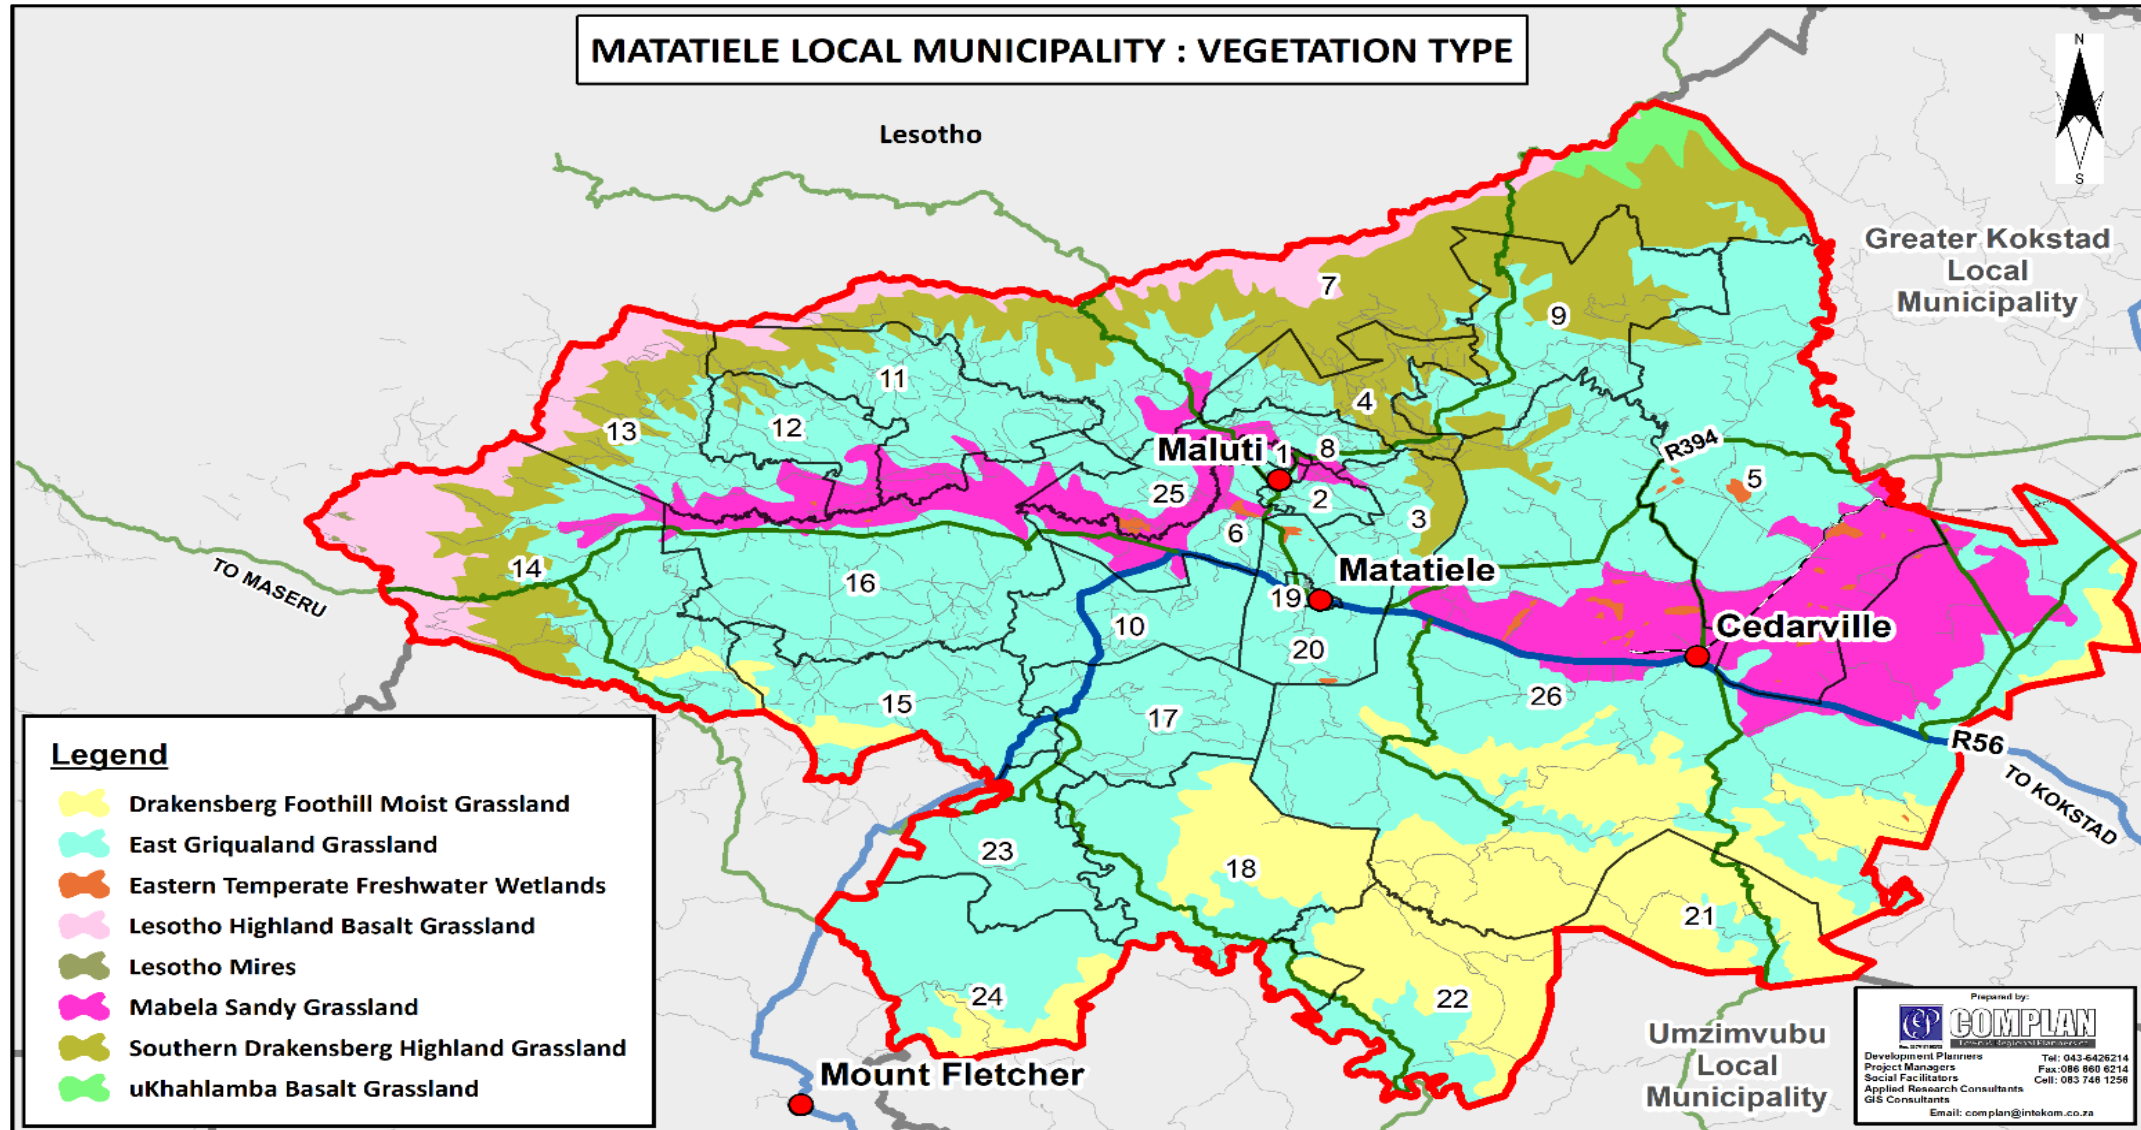 MATATIELE LOCAL MUNICIPALITY : VEGETATION TYPE
N
S
Lesotho
Greater Kokstad
Local
Municipality
7
9
11
4
12
13
Maluti
1
8
R394
5
25
2
3
6
14
16
Matatiele
TO MASERU
19
10
Cedarville
20
26
15
17
R56
TO KOKSTAD
23
18
21
24
22
Mount Fletcher
Umzimvubu
Local
Municipality
Legend
Drakensberg Foothill Moist Grassland
East Griqualand Grassland
Eastern Temperate Freshwater Wetlands
Lesotho Highland Basalt Grassland
Lesotho Mires
Mabela Sandy Grassland
Southern Drakensberg Highland Grassland
uKhahlamba Basalt Grassland
Prepared by:
COMPLAN
Development Planners
Project Managers
Social Facilitators
Applied Research Consultants
GIS Consultants
Tel: 043-6426214
Fax:086 660 6214
Cell: 083 746 1256
Email: complan@intekom.co.za